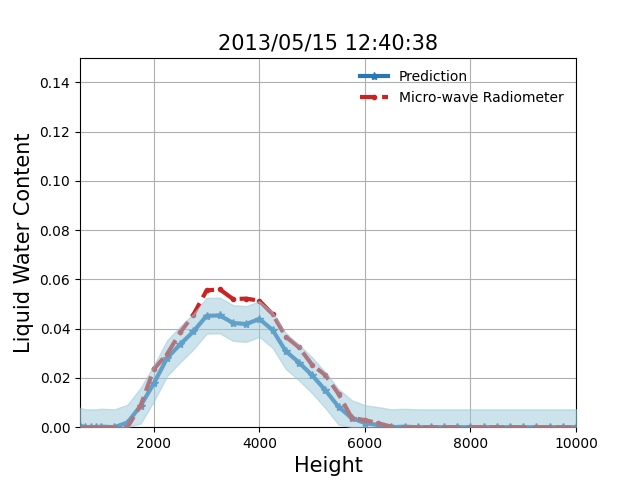 2013/05/15 12:40:38
Prediction
Micro-wave Radiometer
Liquid Water Content
0.14
0.12
0.10
0.08
0.06
0.04
0.02
0.00
2000 4000 6000 8000 10000
Height